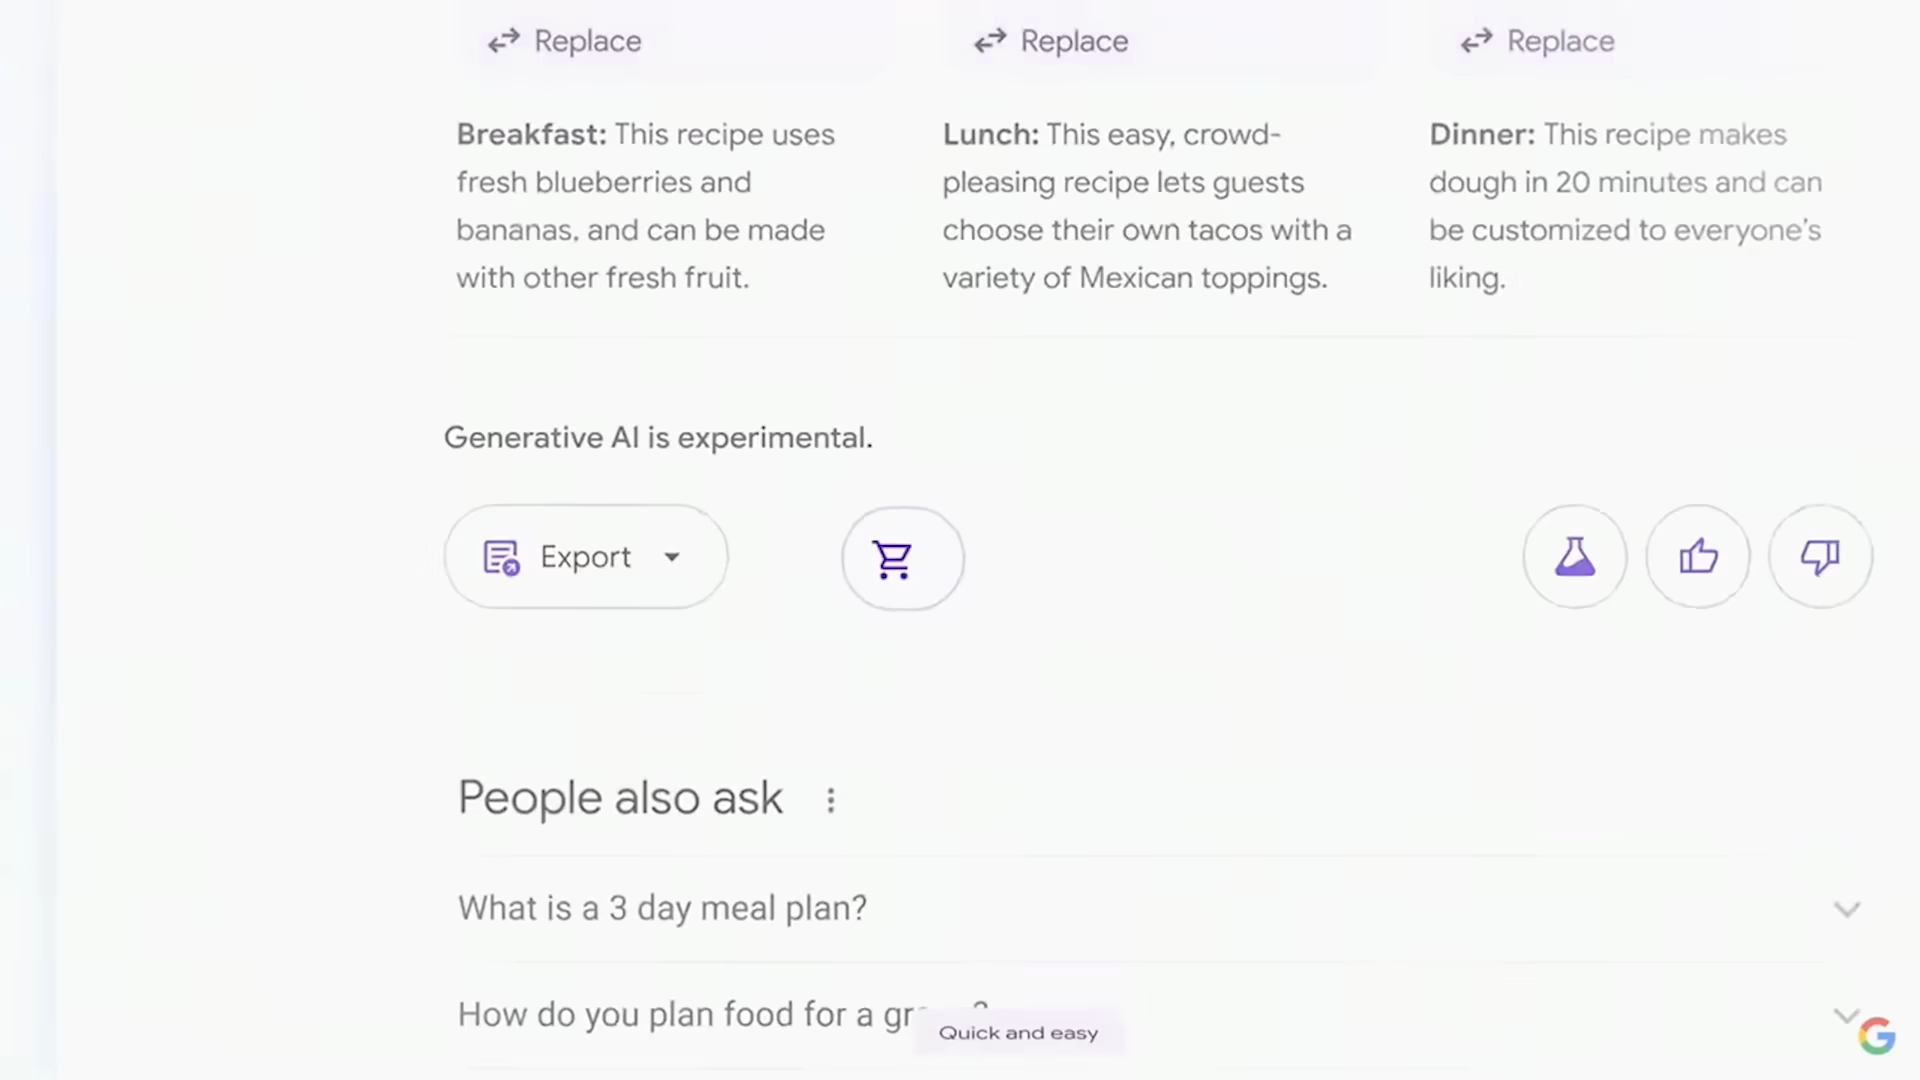 Replace
Replace
Replace
Breakfast: This recipe uses
fresh blueberries and
bananas, and can be made
with other fresh fruit.
Lunch: This easy, crowd-
pleasing recipe lets guests
choose their own tacos with a
variety of Mexican toppings.
Dinner: This recipe makes
dough in 20 minutes and can
be customized to everyone's
liking.
Generative AI is experimental.
Export
People also ask
What is a 3 day meal plan?
How do you plan food for a
Quick and easy
G